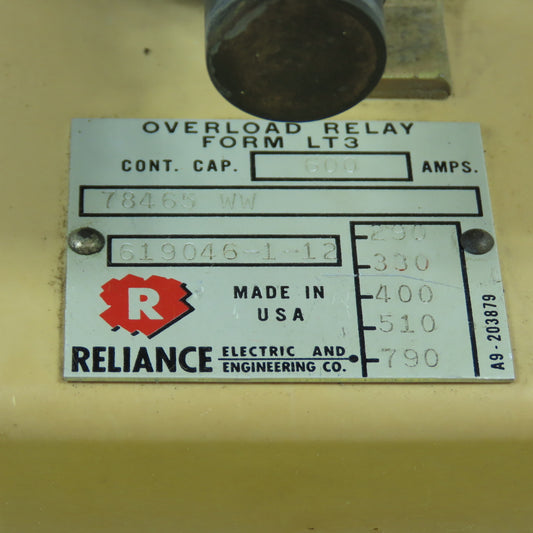 OVERLOAD RELAY
FORM LT3
CONT. CAP. 600 AMPS.
78465 WW
619046-1-12
290
330
400
510
790
R
MADE IN
USA
RELIANCE ELECTRIC AND
ENGINEERING CO.
A9-203879